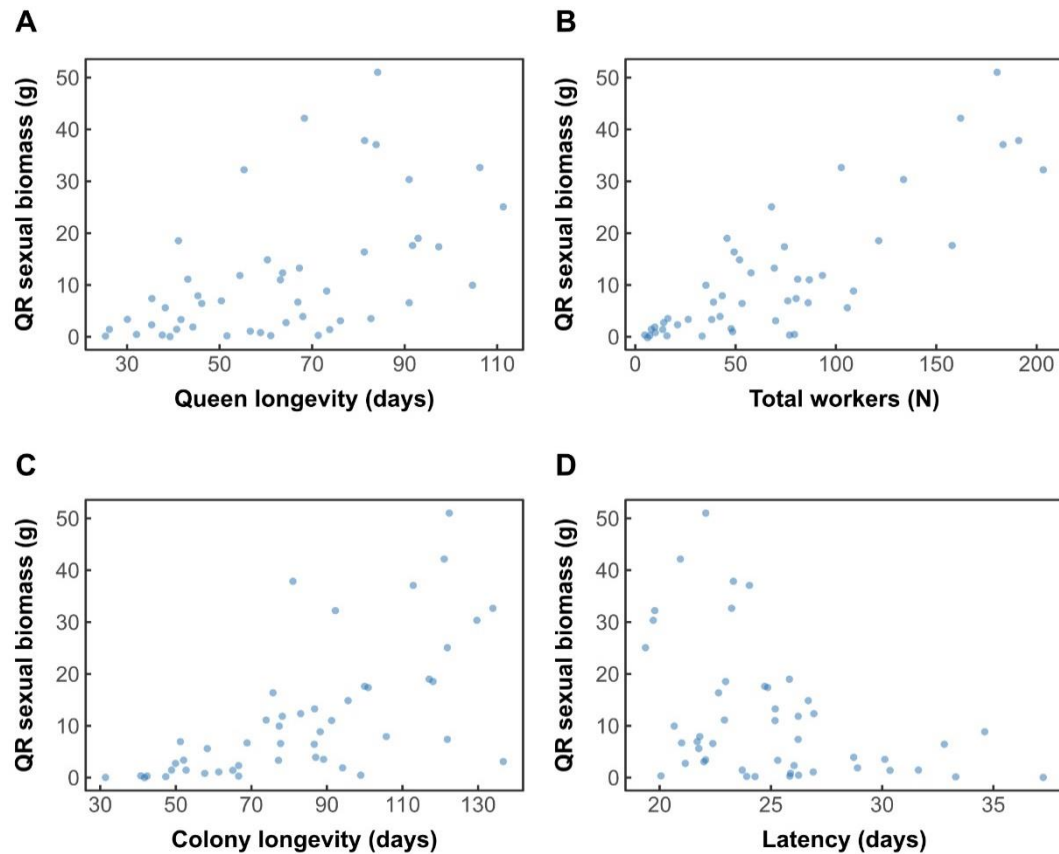 A
QR sexual biomass (g)
50
40
30
20
10
0
30 50 70 90 110
Queen longevity (days)
B
QR sexual biomass (g)
50
40
30
20
10
0
0 50 100 150 200
Total workers (N)
C
QR sexual biomass (g)
50
40
30
20
10
0
30 50 70 90 110 130
Colony longevity (days)
D
QR sexual biomass (g)
50
40
30
20
10
0
20 25 30 35
Latency (days)